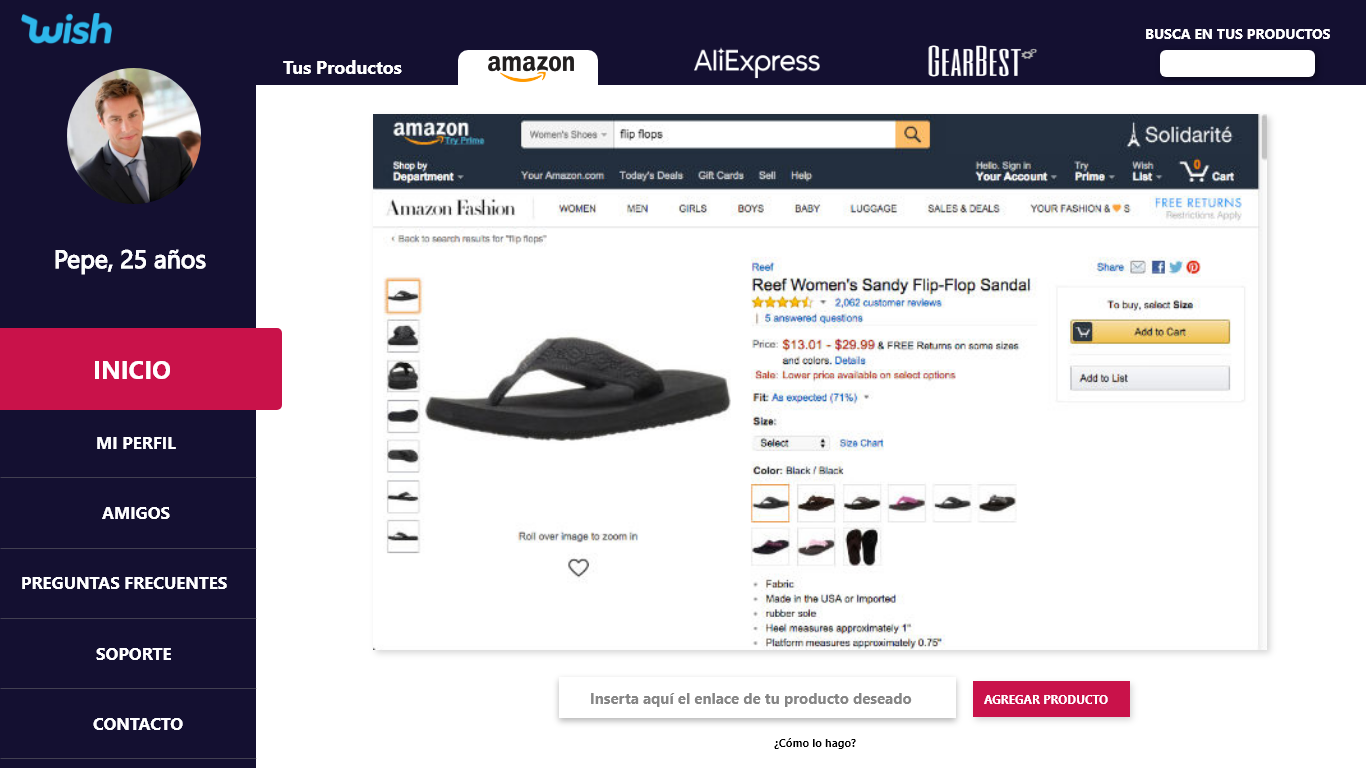 wish
BUSCA EN TUS PRODUCTOS
Tus Productos
amazon
AliExpress
GEARBEST
Pepe, 25 años
INICIO
MI PERFIL
AMIGOS
PREGUNTAS FRECUENTES
SOPORTE
CONTACTO
amazon
Try Prime
Women's Shoes
flip flops
Solidarité
Shop by
Department
Your Amazon.com
Today's Deals
Gift Cards
Sell
Help
Hello. Sign in
Your Account
Try
Prime
Wish
List
0
Cart
Amazon Fashion
WOMEN
MEN
GIRLS
BOYS
BABY
LUGGAGE
SALES & DEALS
YOUR FASHION & 🧡 S
FREE RETURNS
Restrictions Apply
‹ Back to search results for "flip flops"
Roll over image to zoom in
Reef
Reef Women's Sandy Flip-Flop Sandal
2,062 customer reviews
| 5 answered questions
Price: $13.01 - $29.99 & FREE Returns on some sizes
and colors. Details
Sale: Lower price available on select options
Fit: As expected (71%)
Size:
Select
Size Chart
Color: Black / Black
• Fabric
• Made in the USA or Imported
• rubber sole
• Heel measures approximately 1"
• Platform measures approximately 0.75"
Share
To buy, select Size
Add to Cart
Add to List
Inserta aquí el enlace de tu producto deseado
AGREGAR PRODUCTO
¿Cómo lo hago?